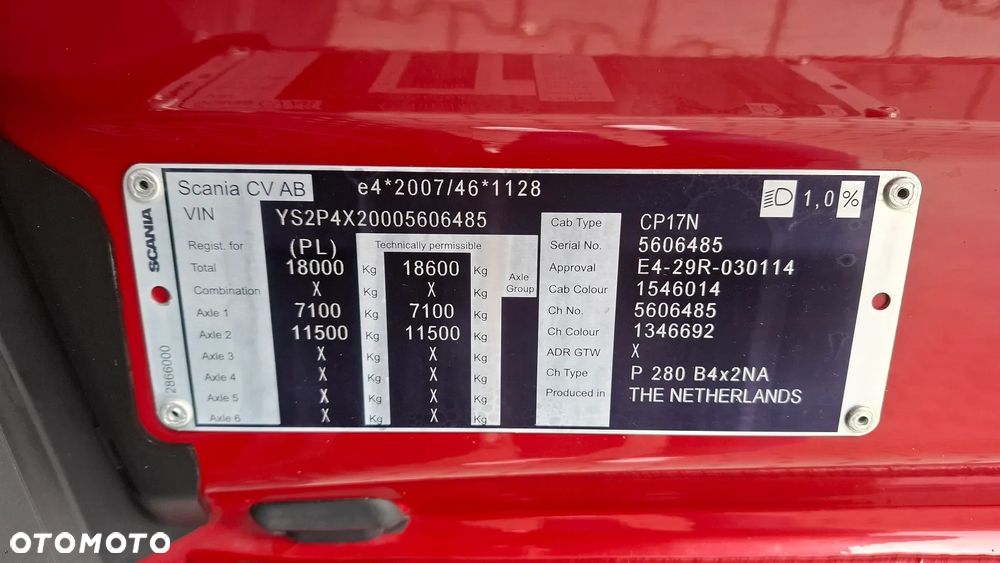 Scania CV AB e4*2007/46*1128 1,0 %
VIN YS2P4X20005606485
Regist. for (PL) Technically permissible
Total 18000 Kg 18600 Kg Axle Group
Combination X Kg X Kg
Axle 1 7100 Kg 7100 Kg
Axle 2 11500 Kg 11500 Kg
Axle 3 X Kg X Kg
Axle 4 X Kg X Kg
Axle 5 X Kg X Kg
Axle 6 X Kg X Kg
Cab Type CP17N
Serial No. 5606485
Approval E4-29R-030114
Cab Colour 1546014
Ch No. 5606485
Ch Colour 1346692
ADR GTW X
Ch Type P 280 B4x2NA
Produced in THE NETHERLANDS
SCANIA
2866000
OTOMOTO